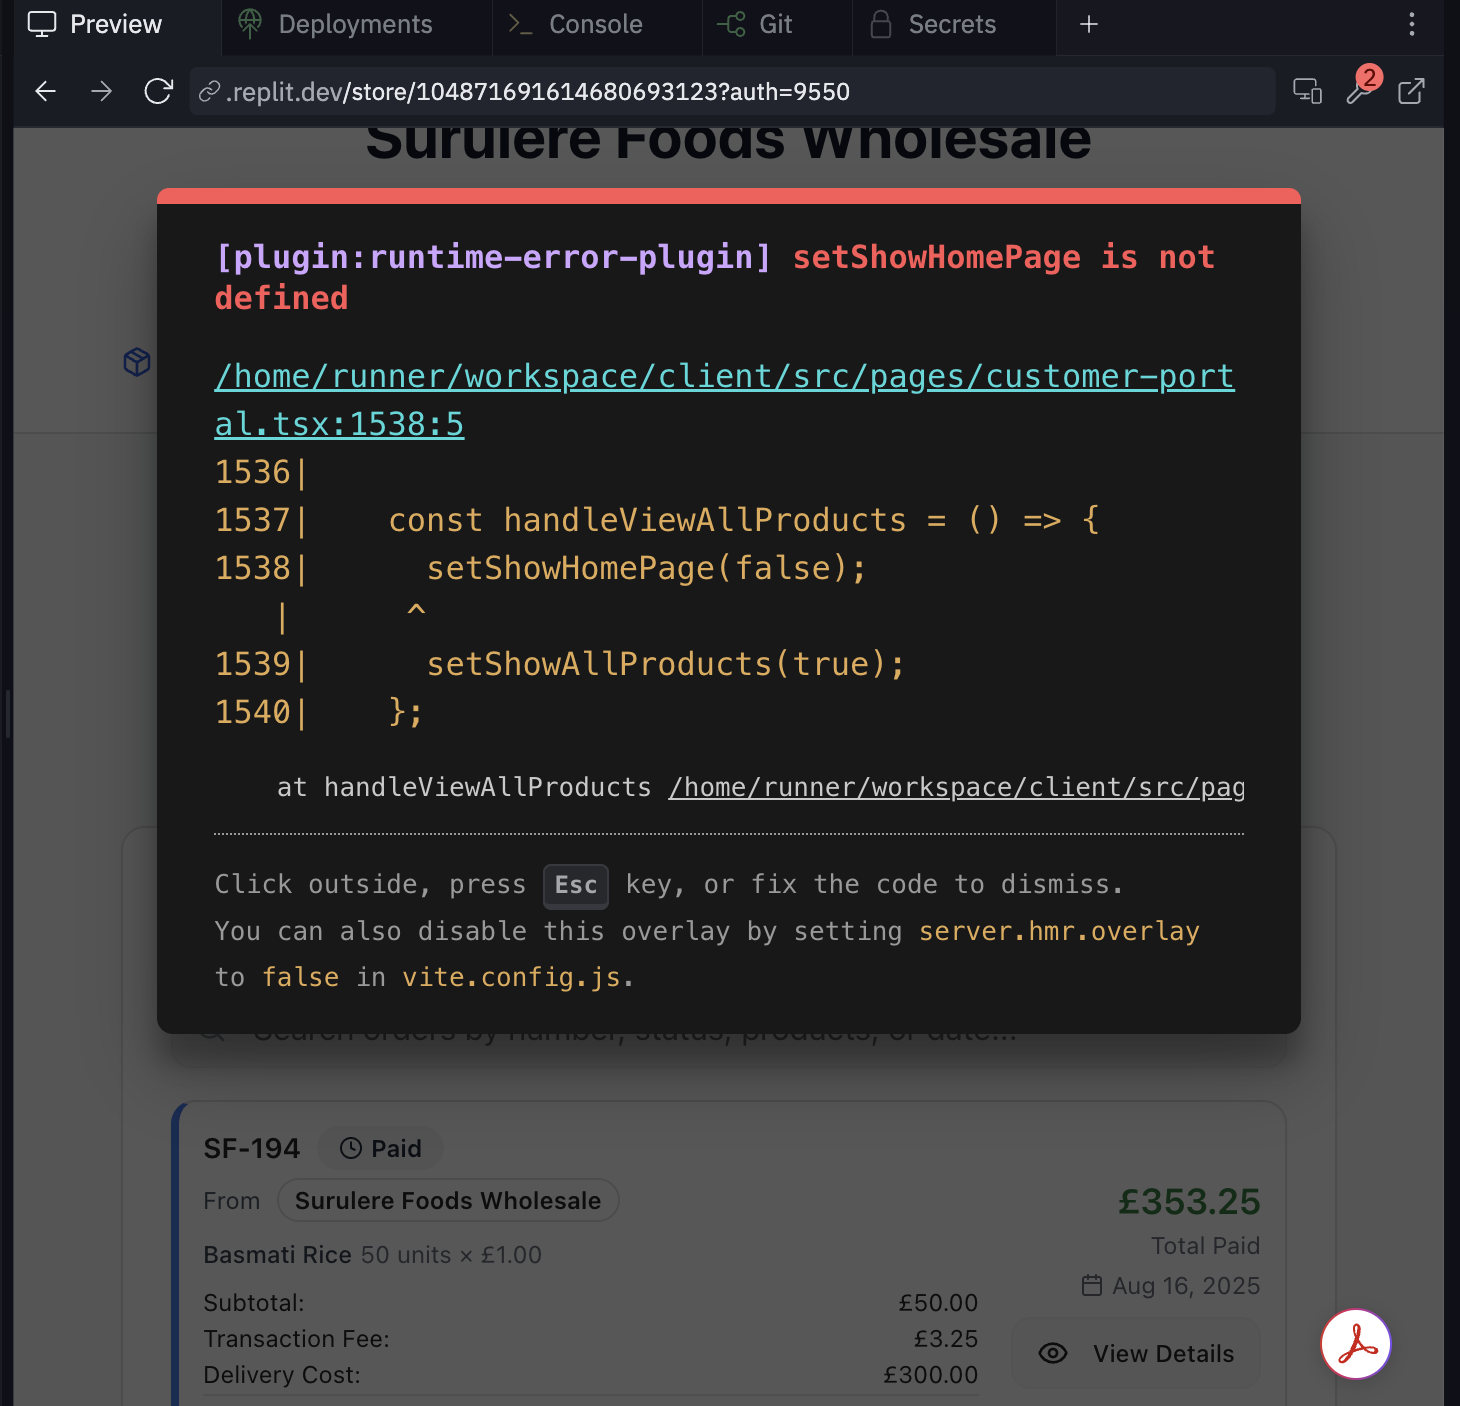 Preview
Deployments
Console
Git
Secrets
.replit.dev/store/104871691614680693123?auth=9550
2
Surulere Foods Wholesale
[plugin:runtime-error-plugin] setShowHomePage is not
defined
/home/runner/workspace/client/src/pages/customer-port
al.tsx:1538:5
1536|
1537|    const handleViewAllProducts = () => {
1538|      setShowHomePage(false);
|      ^
1539|      setShowAllProducts(true);
1540|    };
at handleViewAllProducts /home/runner/workspace/client/src/pag
Click outside, press Esc key, or fix the code to dismiss.
You can also disable this overlay by setting server.hmr.overlay
to false in vite.config.js.
Search orders by number, status, products, or date...
SF-194
Paid
From Surulere Foods Wholesale
£353.25
Total Paid
Basmati Rice 50 units × £1.00
Aug 16, 2025
Subtotal: £50.00
Transaction Fee: £3.25
Delivery Cost: £300.00
View Details